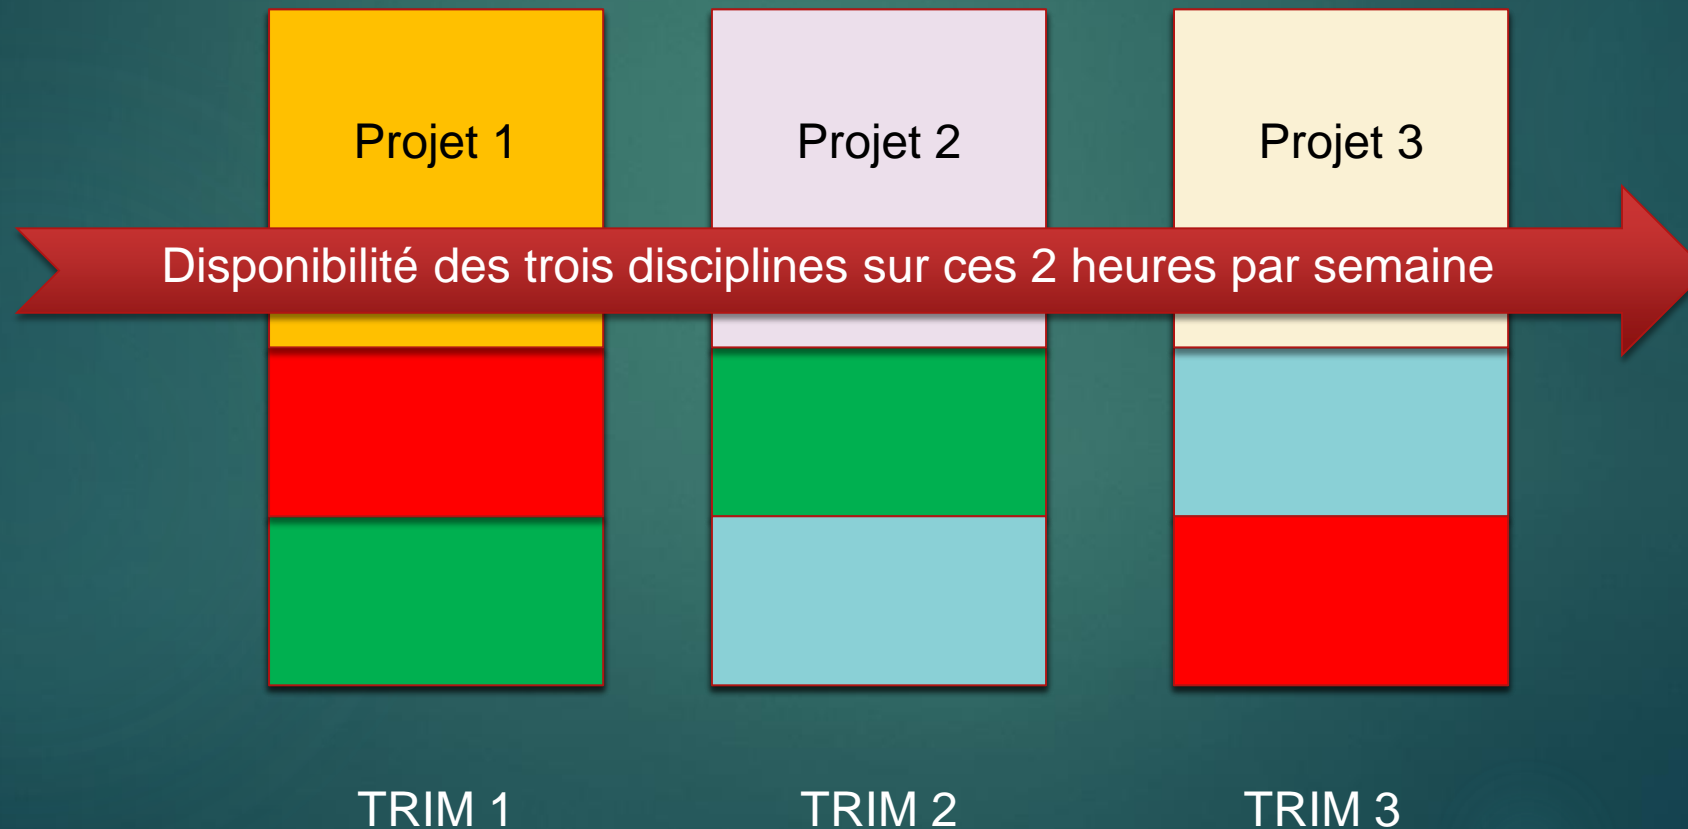 Projet 1
Projet 2
Projet 3
Disponibilité des trois disciplines sur ces 2 heures par semaine
TRIM 1
TRIM 2
TRIM 3